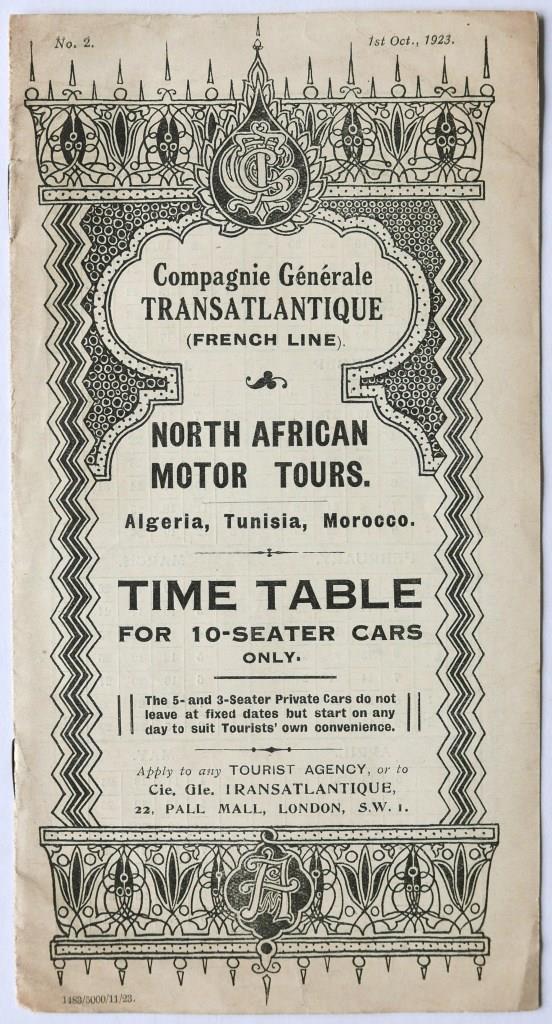 No. 2.
1st Oct., 1923.
Compagnie Générale
TRANSATLANTIQUE
(FRENCH LINE).
NORTH AFRICAN
MOTOR TOURS.
Algeria, Tunisia, Morocco.
TIME TABLE
FOR 10-SEATER CARS
ONLY.
The 5- and 3-Seater Private Cars do not
leave at fixed dates but start on any
day to suit Tourists' own convenience.
Apply to any TOURIST AGENCY, or to
Cie. Gle. TRANSATLANTIQUE,
22, PALL MALL, LONDON, S.W. 1.
1483/5000/11/23.